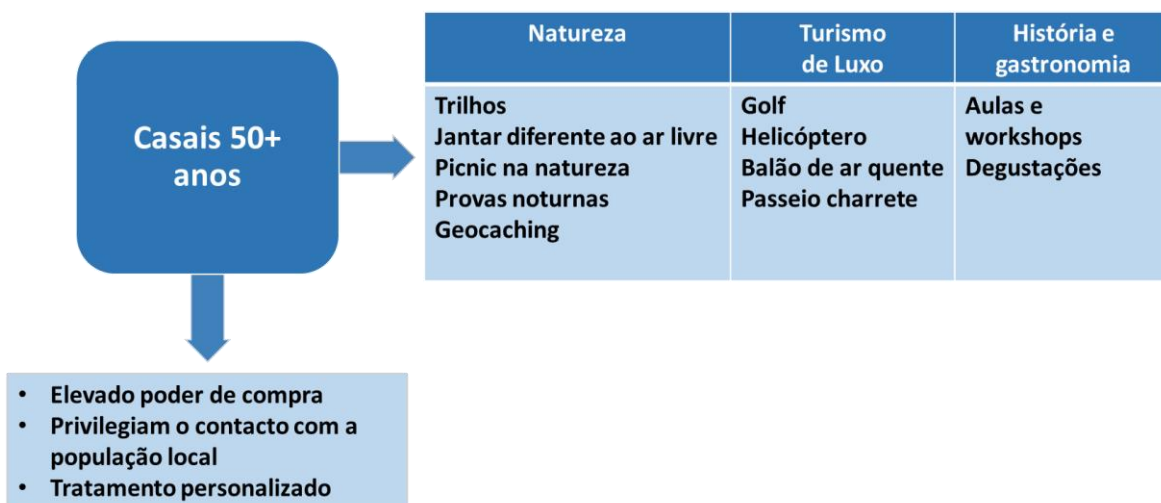 Casais 50+
anos
Natureza
Turismo
de Luxo
História e
gastronomia
Trilhos
Jantar diferente ao ar livre
Picnic na natureza
Provas noturnas
Geocaching
Golf
Helicóptero
Balão de ar quente
Passeio charrete
Aulas e
workshops
Degustações
• Elevado poder de compra
• Privilegiam o contacto com a
população local
• Tratamento personalizado